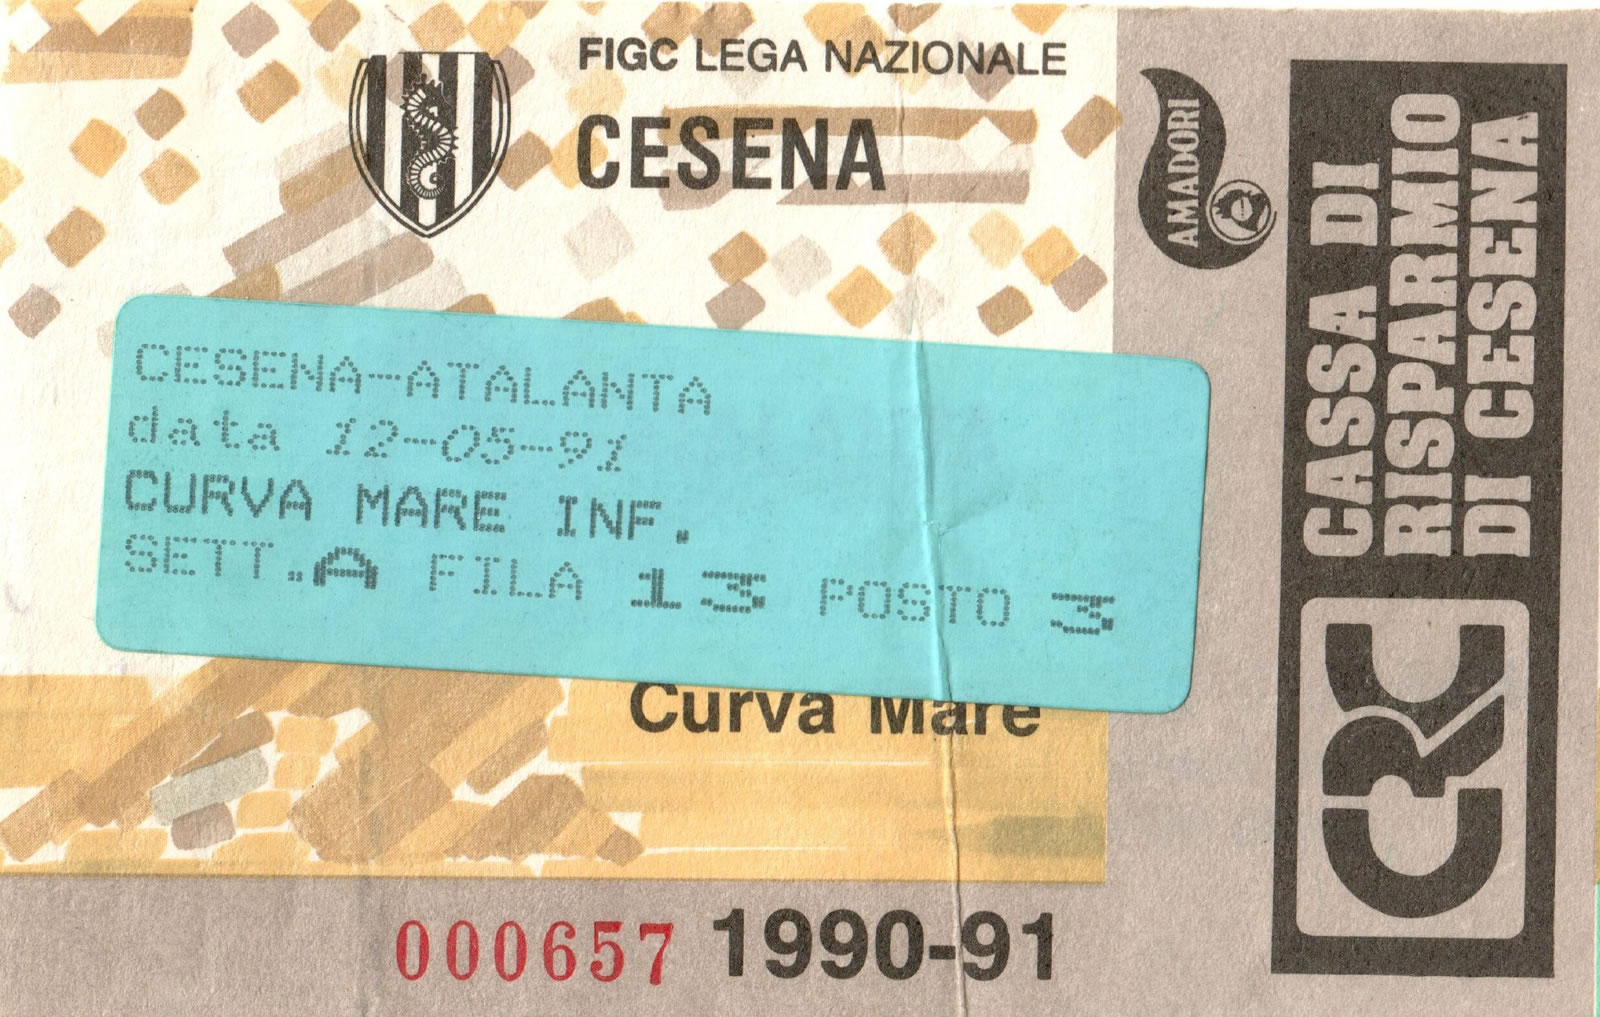 FIGC LEGA NAZIONALE
CESENA
CESENA-ATALANTA
data 12-05-91
CURVA MARE INF.
SETT.A FILA 13 POSTO 3
Curva Mare
000657 1990-91
AMADORI
CASSA DI
RISPARMIO
DI CESENA
CRC